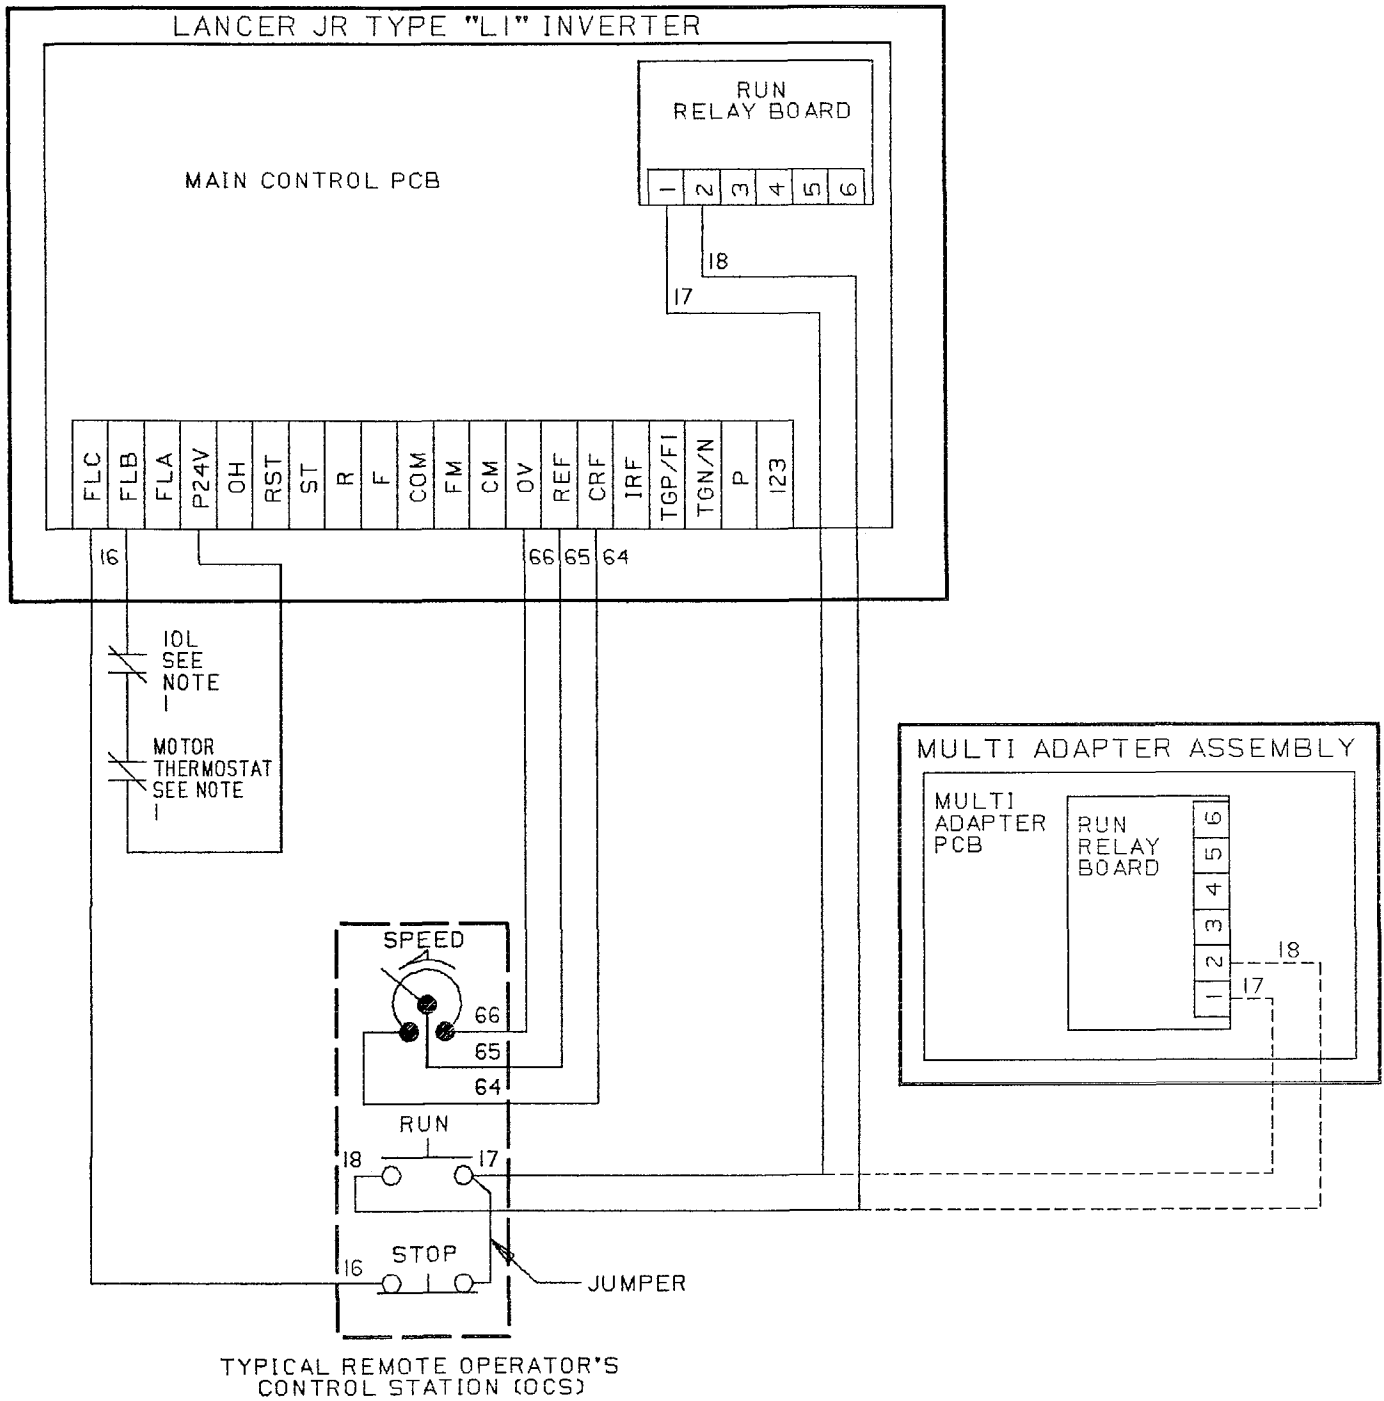 LANCER JR TYPE "L1" INVERTER
RUN
RELAY BOARD
MAIN CONTROL PCB
1 2 3 4 5 6
18
17
FLC FLB FLA P24V OH RST ST R F COM FM CM OV REF CRF IRF TGP/F1 TGN/N P 123
16 66 65 64
IOL
SEE
NOTE
1
MOTOR
THERMOSTAT
SEE NOTE
1
MULTI ADAPTER ASSEMBLY
MULTI
ADAPTER
PCB
RUN
RELAY
BOARD
6
5
4
3
2
1
18
17
SPEED
66
65
64
RUN
18 17
STOP
16
JUMPER
TYPICAL REMOTE OPERATOR'S
CONTROL STATION (OCS)